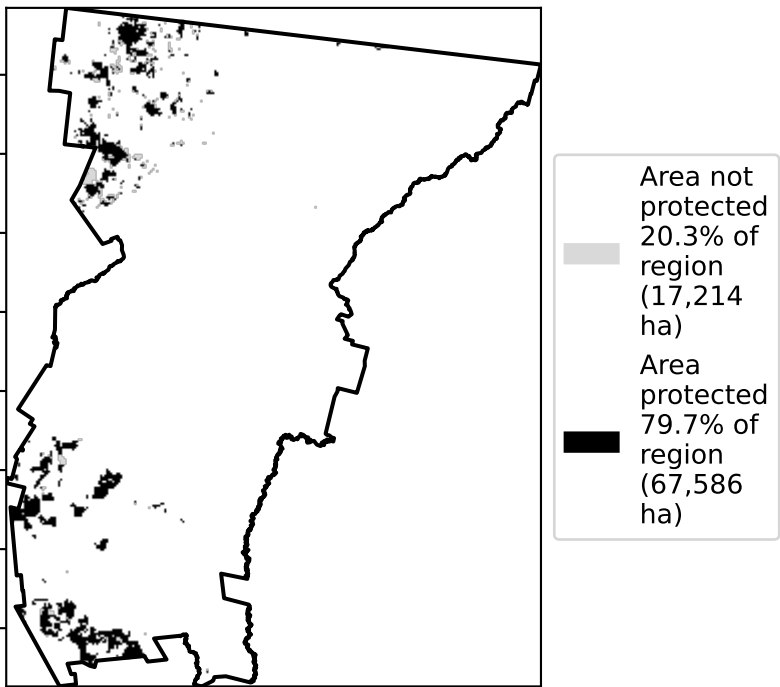 Area not
protected
20.3% of
region
(17,214
ha)
Area
protected
79.7% of
region
(67,586
ha)